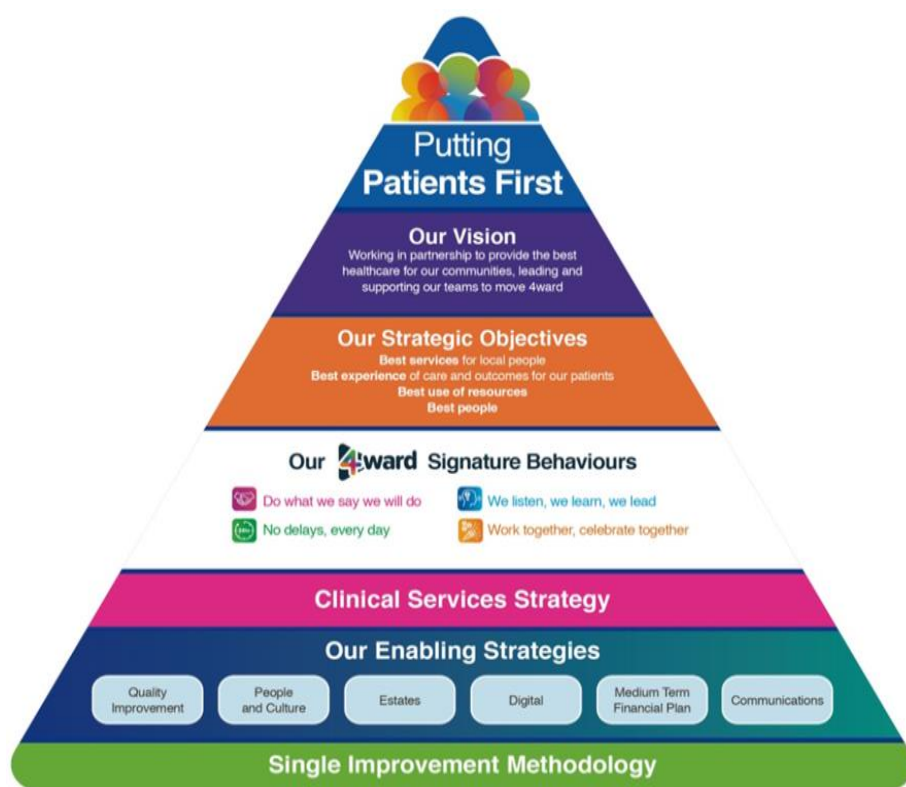 Putting
Patients First
Our Vision
Working in partnership to provide the best
healthcare for our communities, leading and
supporting our teams to move 4ward
Our Strategic Objectives
Best services for local people
Best experience of care and outcomes for our patients
Best use of resources
Best people
Our 4ward Signature Behaviours
Do what we say we will do
We listen, we learn, we lead
No delays, every day
Work together, celebrate together
Clinical Services Strategy
Our Enabling Strategies
Quality
Improvement
People
and Culture
Estates
Digital
Medium Term
Financial Plan
Communications
Single Improvement Methodology